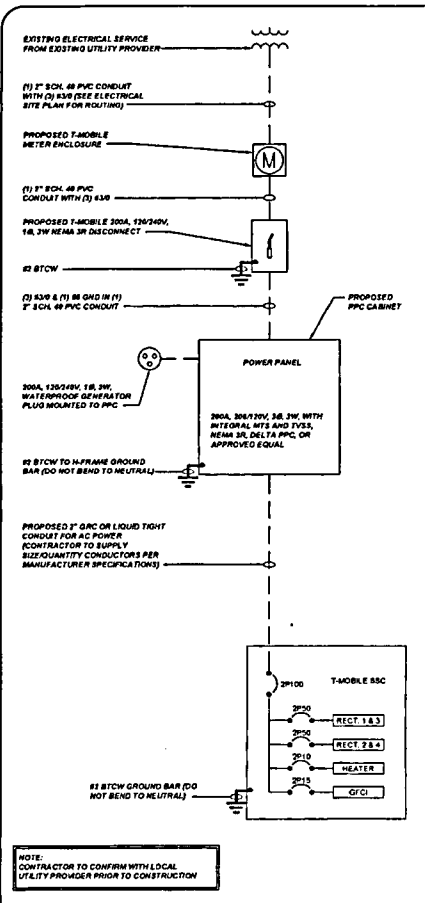 EXISTING ELECTRICAL SERVICE
FROM EXISTING UTILITY PROVIDER
(1) 2" SCH. 40 PVC CONDUIT
WITH (3) #3/0 (SEE ELECTRICAL
SITE PLAN FOR ROUTING)
PROPOSED T-MOBILE
METER ENCLOSURE
M
(1) 2" SCH. 40 PVC
CONDUIT WITH (3) #3/0
PROPOSED T-MOBILE 200A, 120/240V,
1Ø, 3W NEMA 3R DISCONNECT
#2 BTCW
(3) #3/0 & (1) #6 GND IN (1)
2" SCH. 40 PVC CONDUIT
PROPOSED
PPC CABINET
POWER PANEL
200A, 120/240V, 1Ø, 3W,
WATERPROOF GENERATOR
PLUG MOUNTED TO PPC
200A, 208/120V, 3Ø, 3W, WITH
INTEGRAL MTS AND TVSS,
NEMA 3R, DELTA PPC, OR
APPROVED EQUAL
#2 BTCW TO H-FRAME GROUND
BAR (DO NOT BEND TO NEUTRAL)
PROPOSED 2" GRC OR LIQUID TIGHT
CONDUIT FOR AC POWER
(CONTRACTOR TO SUPPLY
SIZE/QUANTITY CONDUCTORS PER
MANUFACTURER SPECIFICATIONS)
2P100
T-MOBILE SSC
2P50
RECT. 1 & 3
2P50
RECT. 2 & 4
2P10
HEATER
2P15
GFCI
#2 BTCW GROUND BAR (DO
NOT BEND TO NEUTRAL)
NOTE:
CONTRACTOR TO CONFIRM WITH LOCAL
UTILITY PROVIDER PRIOR TO CONSTRUCTION